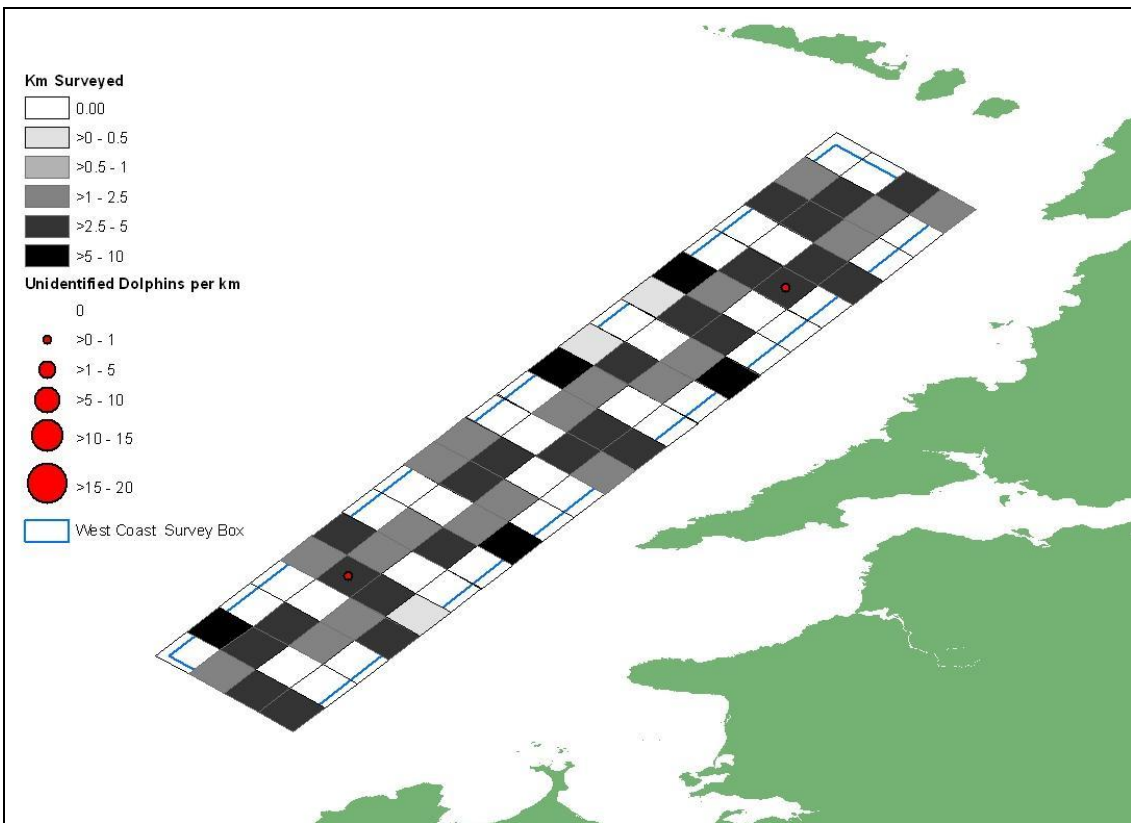 Km Surveyed
0.00
>0 - 0.5
>0.5 - 1
>1 - 2.5
>2.5 - 5
>5 - 10
Unidentified Dolphins per km
0
>0 - 1
>1 - 5
>5 - 10
>10 - 15
>15 - 20
West Coast Survey Box